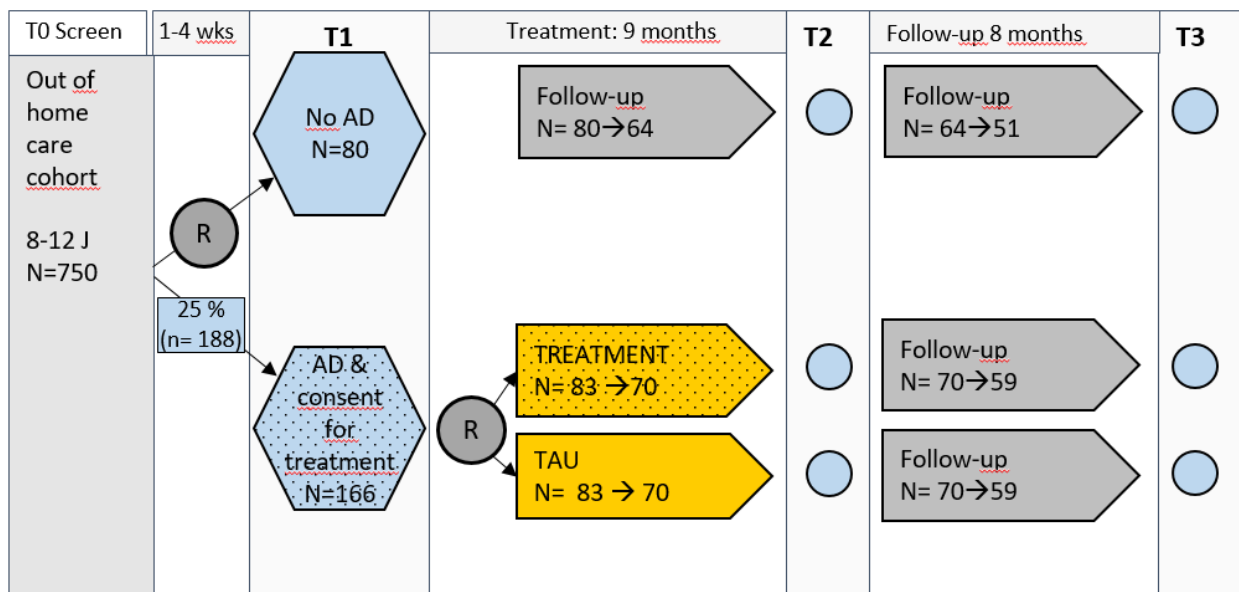 T0 Screen
1-4 wks
T1
Treatment: 9 months
T2
Follow-up 8 months
T3
Out of
home
care
cohort
8-12 J
N=750
R
25 %
(n= 188)
No AD
N=80
Follow-up
N= 80→64
Follow-up
N= 64→51
AD &
consent
for
treatment
N=166
R
TREATMENT
N= 83→70
Follow-up
N= 70→59
TAU
N= 83 → 70
Follow-up
N= 70→59